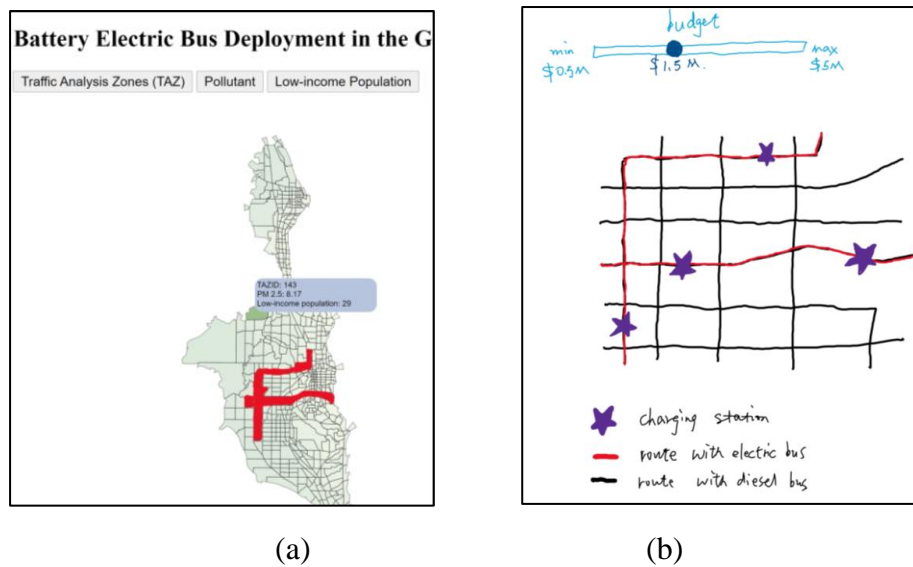 Battery Electric Bus Deployment in the G
Traffic Analysis Zones (TAZ) Pollutant Low-income Population
TAZID: 143
PM 2.5: 8.17
Low-income population: 29
(a)
budget
min
$0.5M
$1.5 M.
max
$5M
charging station
route with electric bus
route with diesel bus
(b)